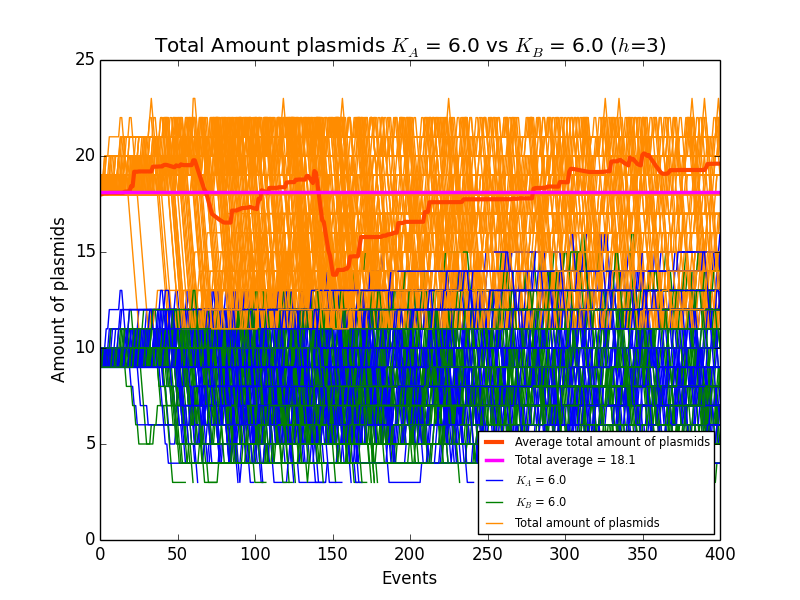 Total Amount plasmids K_A = 6.0 vs K_B = 6.0 (h=3)
25
20
15
10
5
0
Amount of plasmids
0 50 100 150 200 250 300 350 400
Events
Average total amount of plasmids
Total average = 18.1
K_A = 6.0
K_B = 6.0
Total amount of plasmids